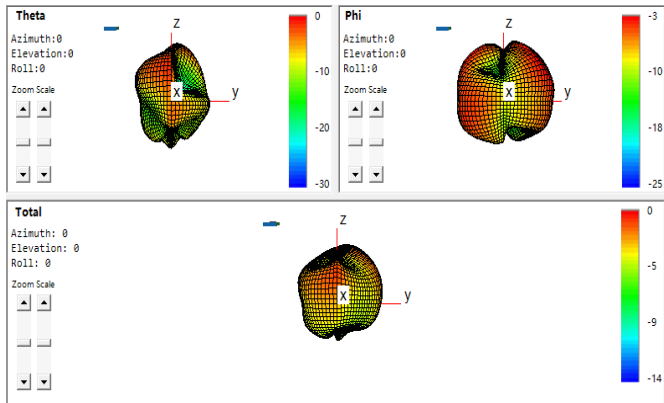 Theta
Azimuth:0
Elevation:0
Roll:0
Zoom Scale
Z
X
y
0
-10
-20
-30
Phi
Azimuth:0
Elevation:0
Roll:0
Zoom Scale
Z
X
y
-3
-10
-18
-25
Total
Azimuth: 0
Elevation: 0
Roll: 0
Zoom Scale
Z
X
y
0
-5
-9
-14